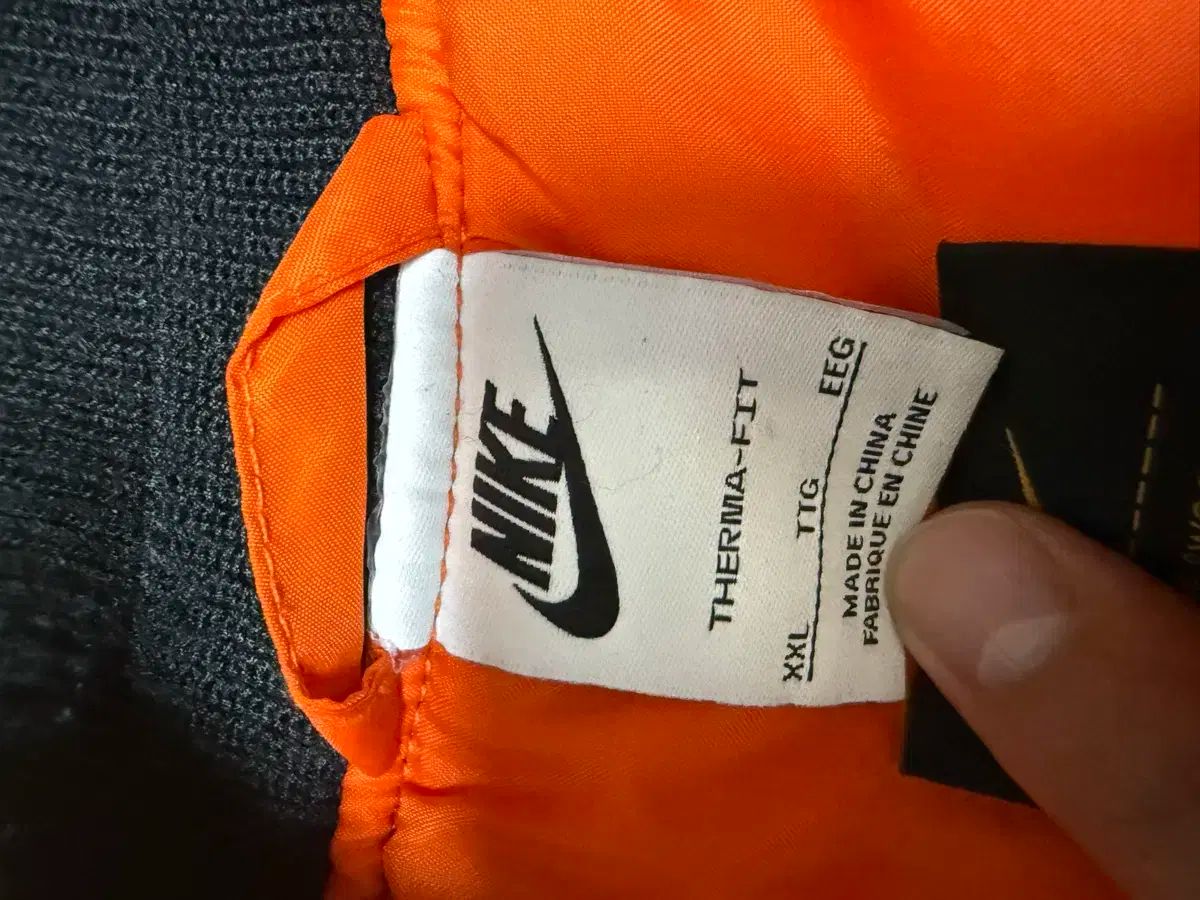 NIKE
THERMA-FIT
XXL TTG EEG
MADE IN CHINA
FABRIQUE EN CHINE